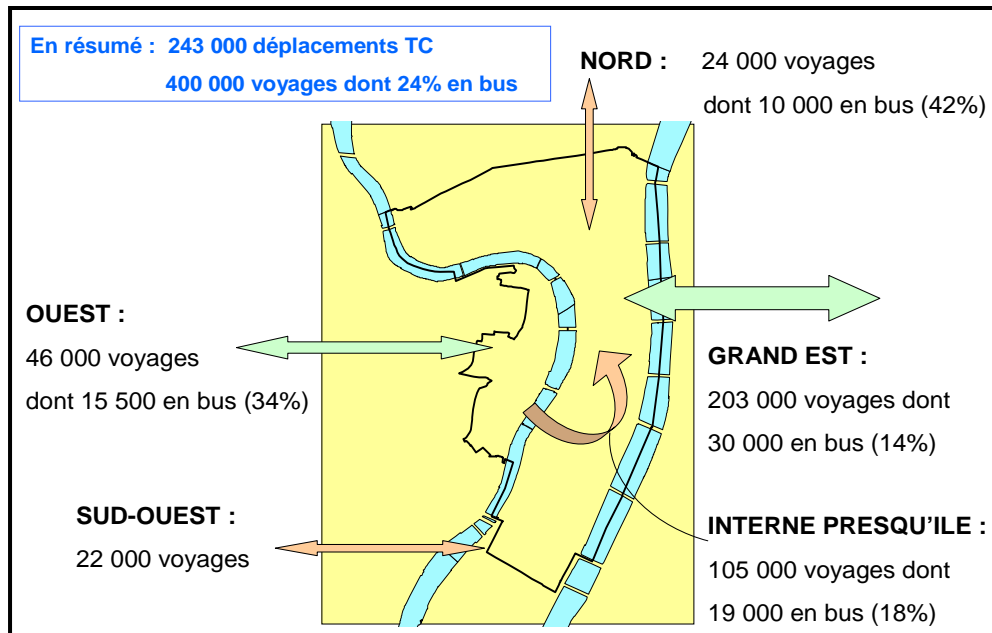 En résumé : 243 000 déplacements TC
400 000 voyages dont 24% en bus
NORD : 24 000 voyages
dont 10 000 en bus (42%)
OUEST :
46 000 voyages
dont 15 500 en bus (34%)
GRAND EST :
203 000 voyages dont
30 000 en bus (14%)
SUD-OUEST :
22 000 voyages
INTERNE PRESQU'ILE :
105 000 voyages dont
19 000 en bus (18%)